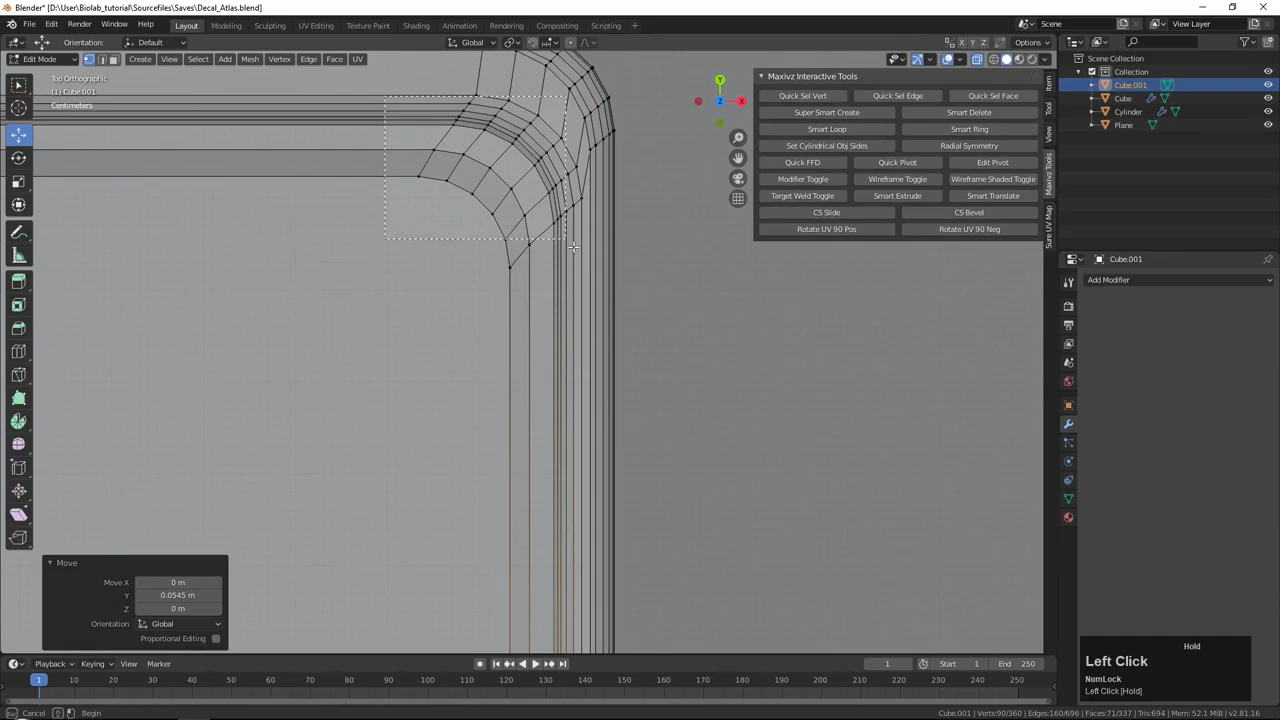 Blender* [D:\User\Biolab_tutorial\Sourcefiles\Saves\Decal_Atlas.blend]
File Edit Render Window Help Layout Modeling Sculpting UV Editing Texture Paint Shading Animation Rendering Compositing Scripting + Scene View Layer
Orientation: Default Global X Y Z Options
Edit Mode Create View Select Add Mesh Vertex Edge Face UV
Top Orthographic
(1) Cube.001
Centimeters
Y
X
Z
Maxivz Interactive Tools
Quick Sel Vert Quick Sel Edge Quick Sel Face
Super Smart Create Smart Delete
Smart Loop Smart Ring
Set Cylindrical Obj Sides Radial Symmetry
Quick FFD Quick Pivot Edit Pivot
Modifier Toggle Wireframe Toggle Wireframe Shaded Toggle
Target Weld Toggle Smart Extrude Smart Translate
CS Slide CS Bevel
Rotate UV 90 Pos Rotate UV 90 Neg
Item
Tool
View
Maxivz Tools
Sure UV Map
Scene Collection
Collection
Cube.001
Cube
Cylinder
Plane
Cube.001
Add Modifier
Move
Move X 0 m
Y 0.0545 m
Z 0 m
Orientation Global
Proportional Editing
Hold
Left Click
NumLock
Left Click [Hold]
Playback Keying View Marker 1 Start 1 End 250
1 10 20 30 40 50 60 70 80 90 100 110 120 130 140 150 160 170 180 190 200 210 220 230 240 250
Cancel Begin Cube.001 | Verts:90/360 | Edges:160/696 | Faces:71/337 | Tris:694 | Mem: 52.1 MiB | v2.81.16